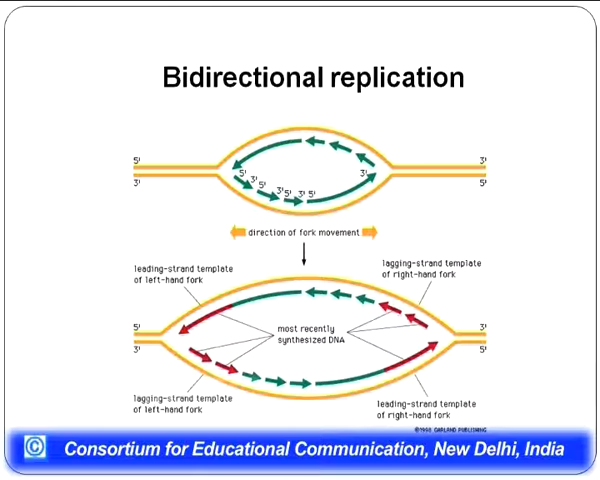 Bidirectional replication
5' 3'
5' 3' 5' 3' 5' 3' 5' 3'
3' 5'
direction of fork movement
leading-strand template
of left-hand fork
lagging-strand template
of right-hand fork
5' 3'
most recently
synthesized DNA
3' 5'
lagging-strand template
of left-hand fork
leading-strand template
of right-hand fork
©1998 GARLAND PUBLISHING
© Consortium for Educational Communication, New Delhi, India